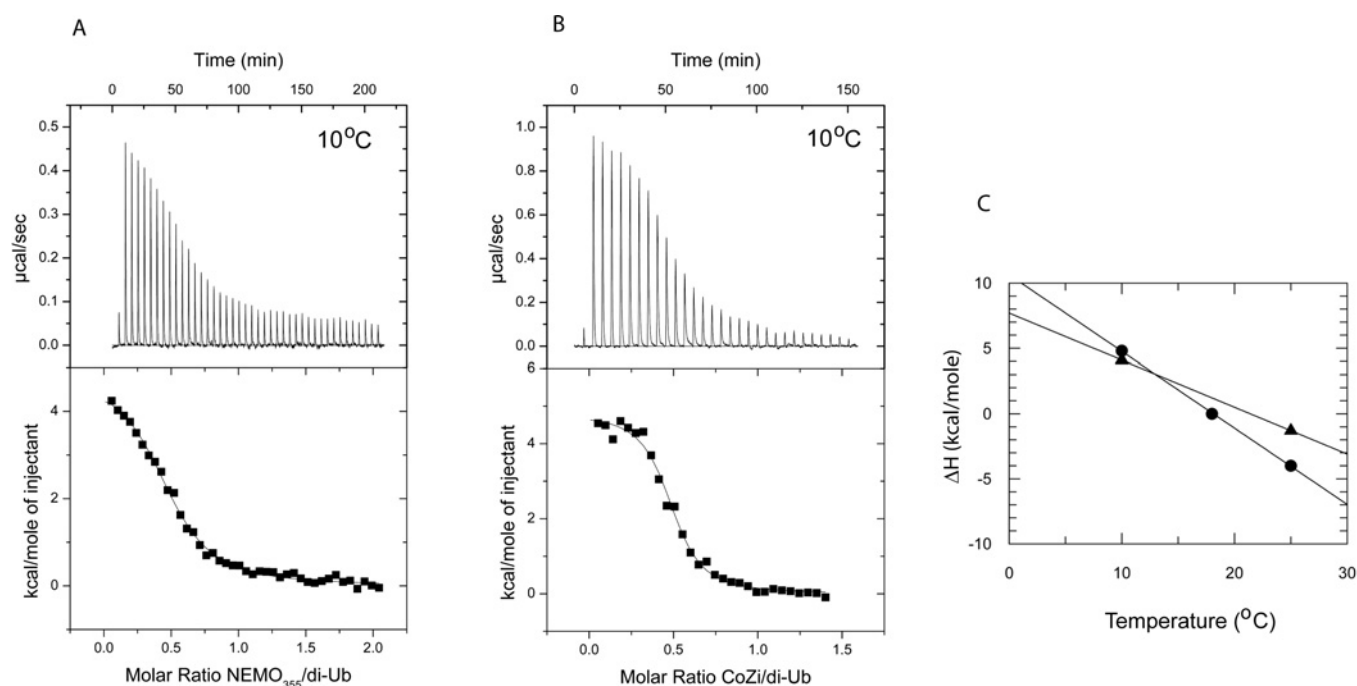 A
Time (min)
0 50 100 150 200
0.5
0.4
0.3
0.2
0.1
0.0
µcal/sec
10°C
4
2
0
kcal/mole of injectant
0.0 0.5 1.0 1.5 2.0
Molar Ratio NEMO355/di-Ub
B
Time (min)
0 50 100 150
1.0
0.8
0.6
0.4
0.2
0.0
µcal/sec
10°C
6
4
2
0
kcal/mole of injectant
0.0 0.5 1.0 1.5
Molar Ratio CoZi/di-Ub
C
10
5
0
-5
-10
ΔH (kcal/mole)
0 10 20 30
Temperature (°C)